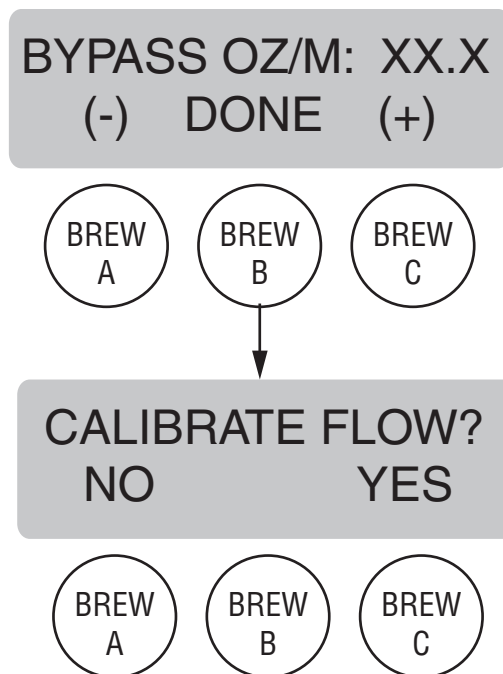 BYPASS OZ/M: XX.X
(-) DONE (+)
BREW A
BREW B
BREW C
CALIBRATE FLOW?
NO YES
BREW A
BREW B
BREW C